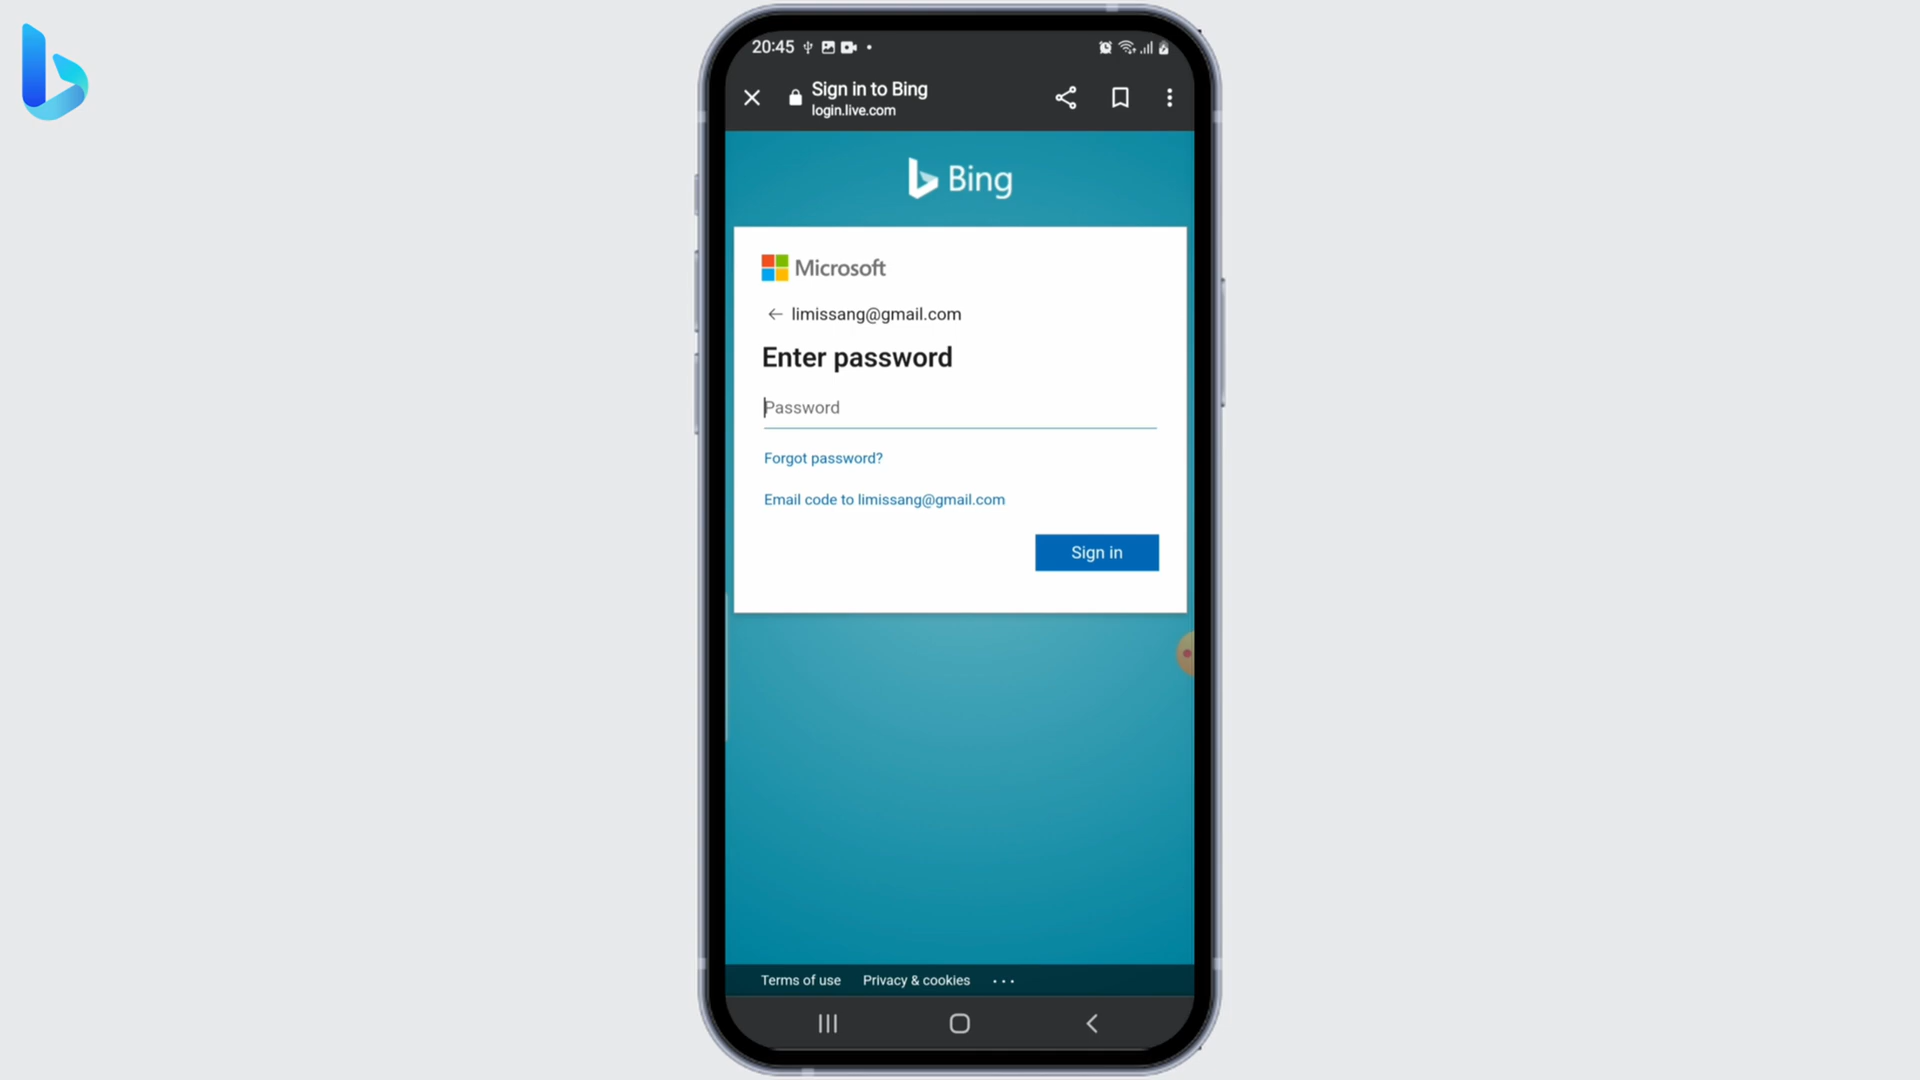 20:45
Sign in to Bing
login.live.com
Bing
Microsoft
limissang@gmail.com
Enter password
Password
Forgot password?
Email code to limissang@gmail.com
Sign in
Terms of use Privacy & cookies ...